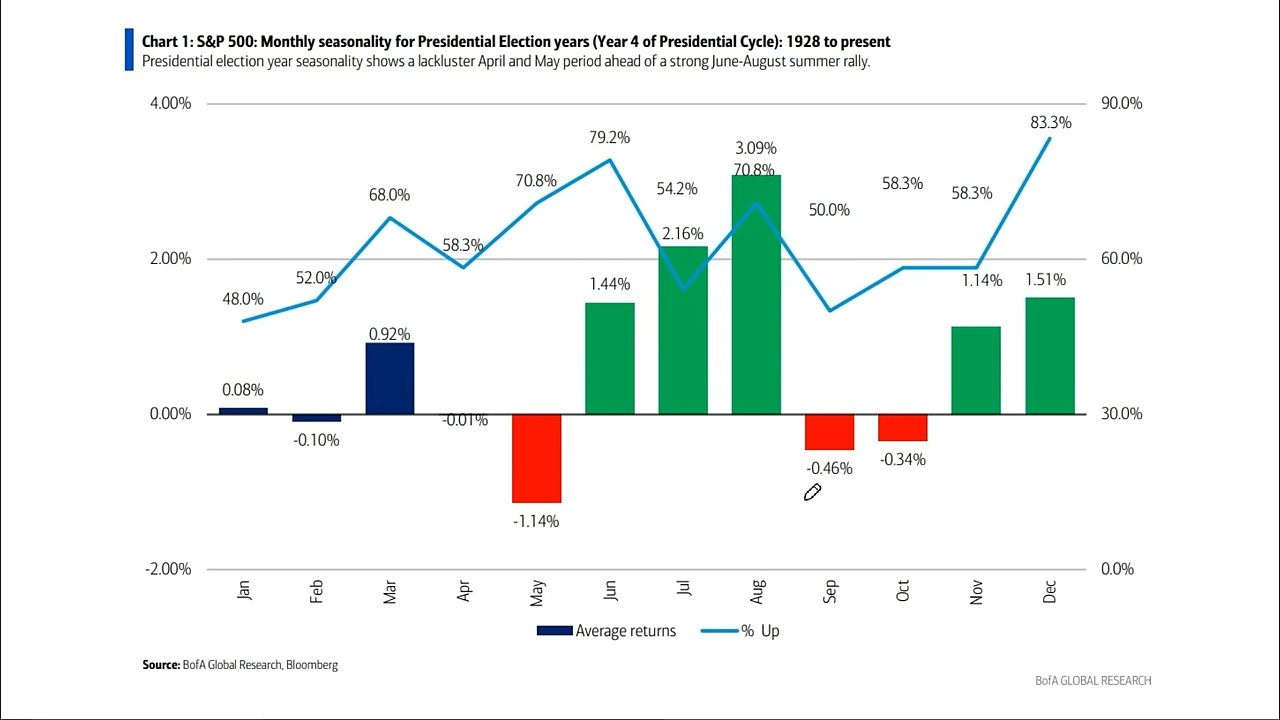 Chart 1: S&P 500: Monthly seasonality for Presidential Election years (Year 4 of Presidential Cycle): 1928 to present
Presidential election year seasonality shows a lackluster April and May period ahead of a strong June-August summer rally.
4.00%
90.0%
83.3%
79.2%
3.09%
70.8%
70.8%
68.0%
54.2%
58.3%
58.3%
50.0%
2.16%
58.3%
2.00%
60.0%
52.0%
48.0%
1.44%
1.14%
1.51%
0.92%
0.08%
0.00%
30.0%
-0.01%
-0.10%
-0.46%
-0.34%
-1.14%
-2.00%
0.0%
Jan
Feb
Mar
Apr
May
Jun
Jul
Aug
Sep
Oct
Nov
Dec
Average returns
% Up
Source: BofA Global Research, Bloomberg
BofA GLOBAL RESEARCH